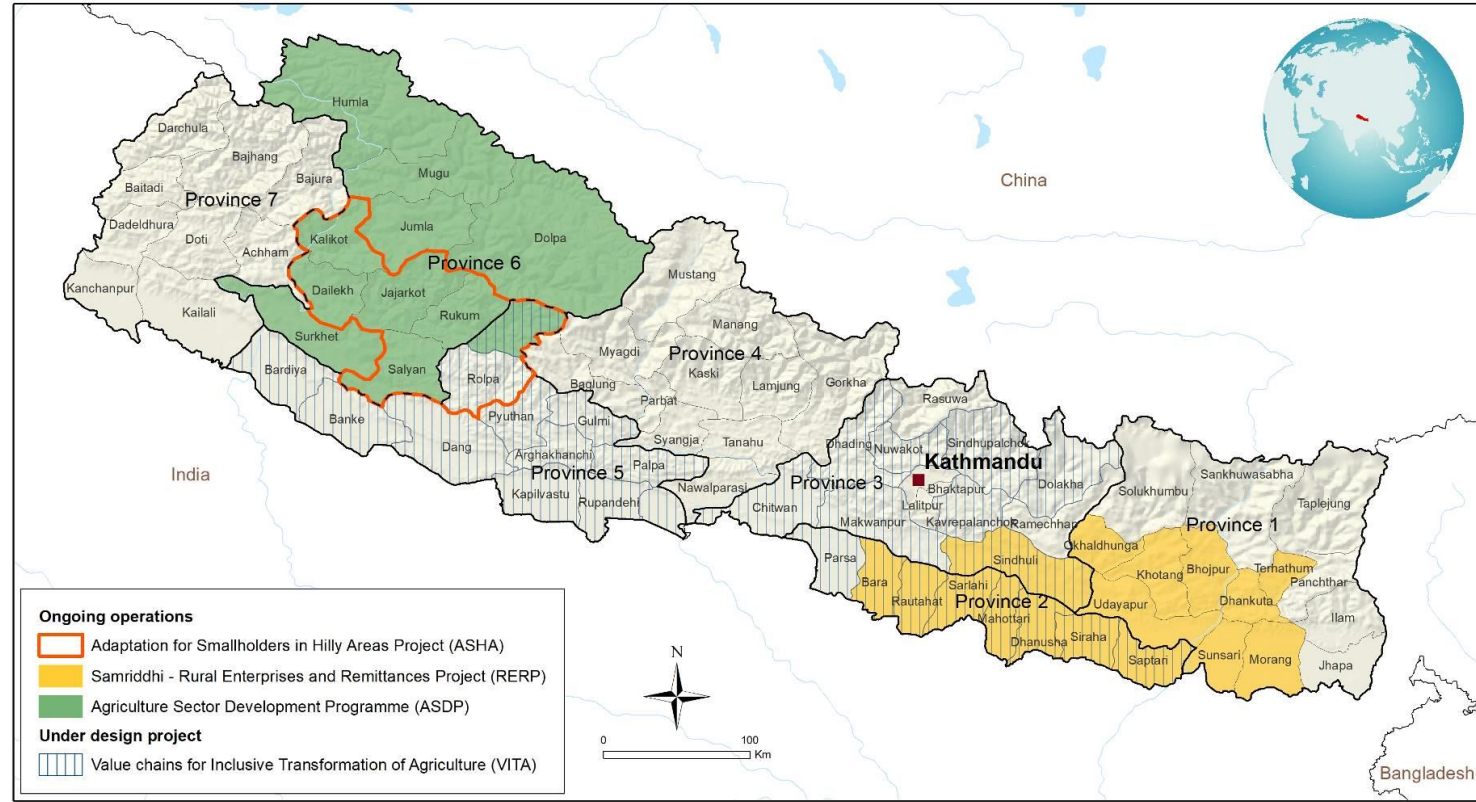 Humla
Darchula
Bajhang
Mugu
Bajura
Baitadi
Province 7
China
Dadeldhura
Jumla
Doti
Kalikot
Dolpa
Achham
Province 6
Mustang
Kanchanpur
Dailekh
Jajarkot
Kailali
Rukum
Manang
Surkhet
Myagdi
Province 4
Salyan
Kaski
Bardiya
Rolpa
Baglung
Lamjung
Gorkha
Parbat
Rasuwa
Banke
Pyuthan
Gulmi
Syangja
Tanahu
Dhading
Nuwakot
Sindhupalchok
Dang
Arghakhanchi
Palpa
Kathmandu
Sankhuwasabha
India
Province 5
Province 3
Dolakha
Solukhumbu
Taplejung
Nawalparasi
Bhaktapur
Kapilvastu
Rupandehi
Chitwan
Lalitpur
Makwanpur
Kavrepalanchok
Ramechhap
Province 1
Okhaldhunga
Parsa
Sindhuli
Khotang
Bhojpur
Terhathum
Panchthar
Bara
Sarlahi
Rautahat
Province 2
Udayapur
Dhankuta
Mahottari
Ilam
Dhanusha
Siraha
Saptari
Sunsari
Morang
Jhapa
Ongoing operations
Adaptation for Smallholders in Hilly Areas Project (ASHA)
Samriddhi - Rural Enterprises and Remittances Project (RERP)
Agriculture Sector Development Programme (ASDP)
Under design project
Value chains for Inclusive Transformation of Agriculture (VITA)
N
0 100
Km
Bangladesh